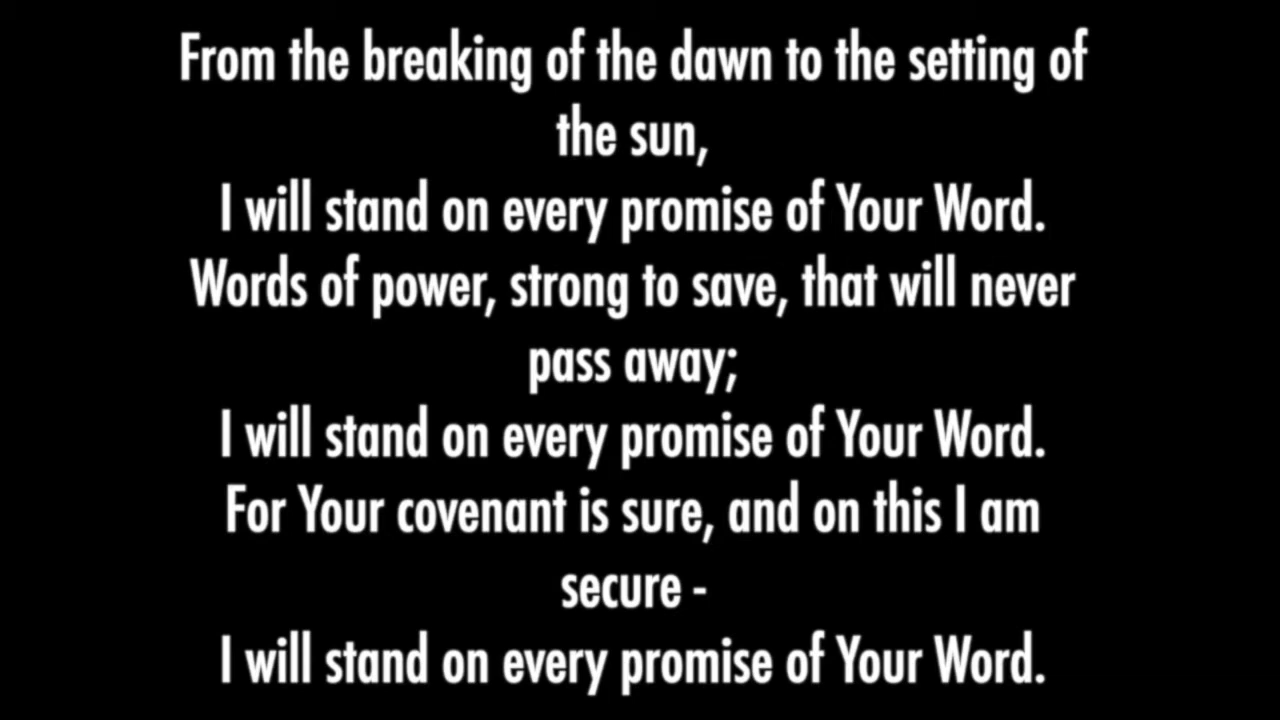 From the breaking of the dawn to the setting of
the sun,
I will stand on every promise of Your Word.
Words of power, strong to save, that will never
pass away;
I will stand on every promise of Your Word.
For Your covenant is sure, and on this I am
secure -
I will stand on every promise of Your Word.